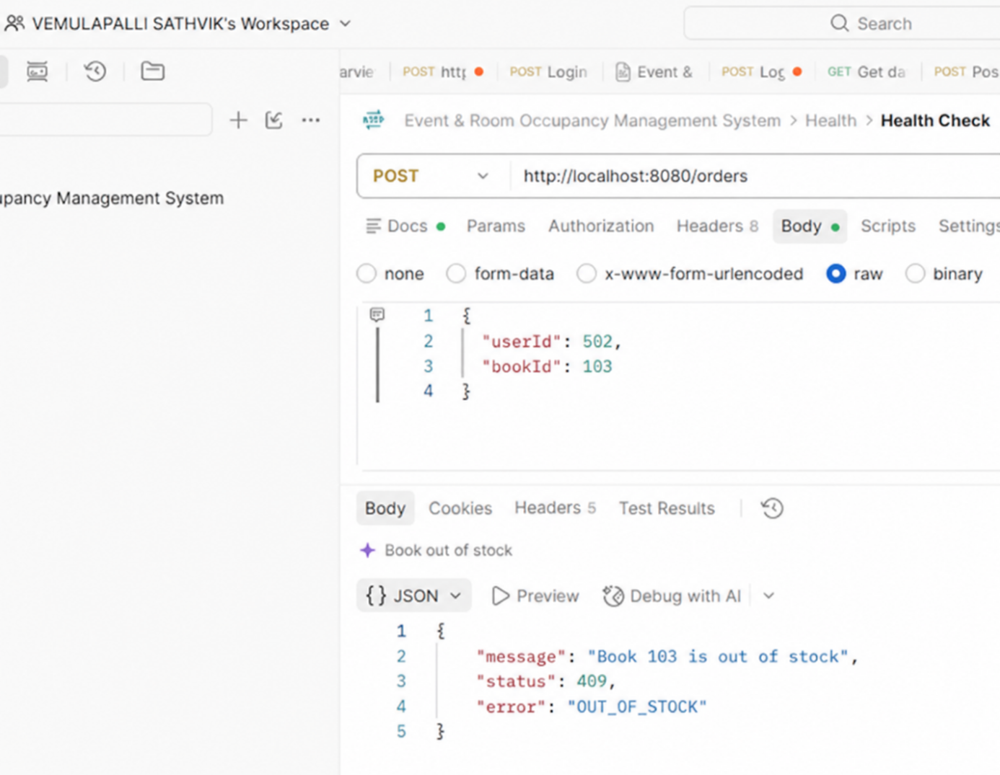 VEMULAPALLI SATHVIK's Workspace
Search
arvie POST http POST Login Event & POST Log GET Get da POST Pos
Event & Room Occupancy Management System > Health > Health Check
POST http://localhost:8080/orders
upancy Management System
Docs Params Authorization Headers 8 Body Scripts Settings
none form-data x-www-form-urlencoded raw binary
1 {
2 "userId": 502,
3 "bookId": 103
4 }
Body Cookies Headers 5 Test Results
Book out of stock
{} JSON Preview Debug with AI
1 {
2 "message": "Book 103 is out of stock",
3 "status": 409,
4 "error": "OUT_OF_STOCK"
5 }